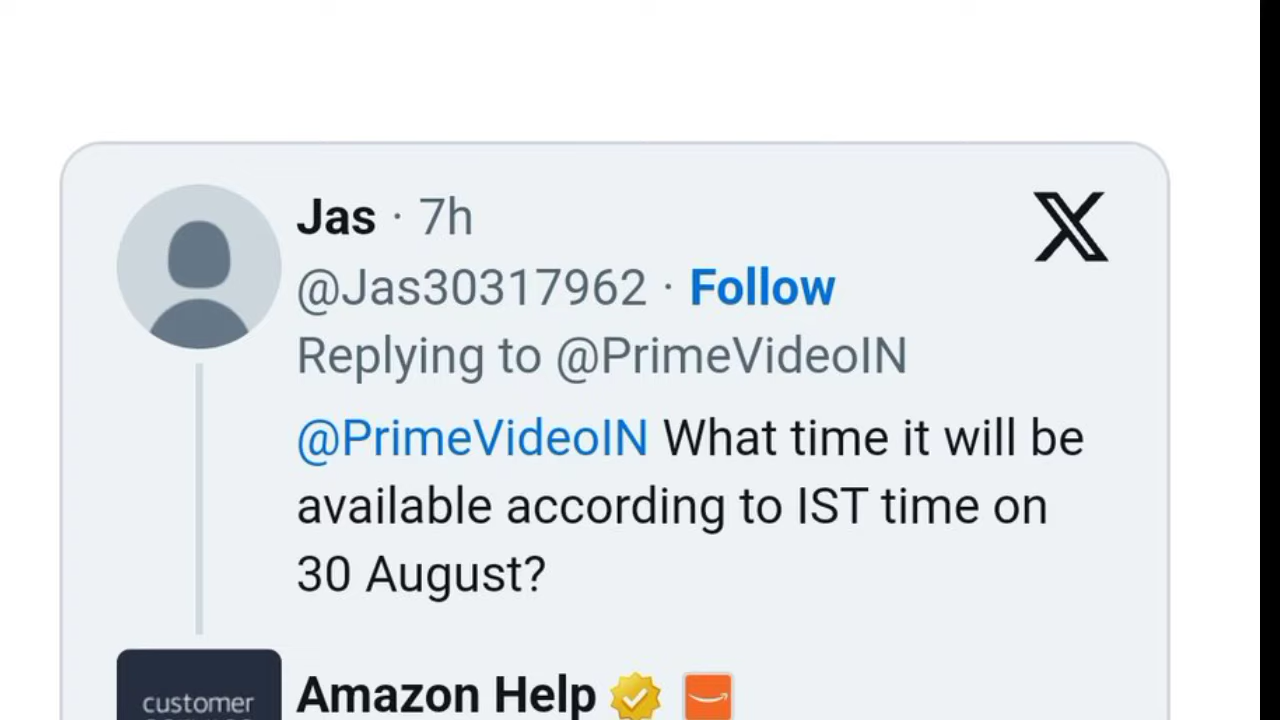 Jas · 7h
@Jas30317962 · Follow
Replying to @PrimeVideoIN
@PrimeVideoIN What time it will be
available according to IST time on
30 August?
Amazon Help
customer